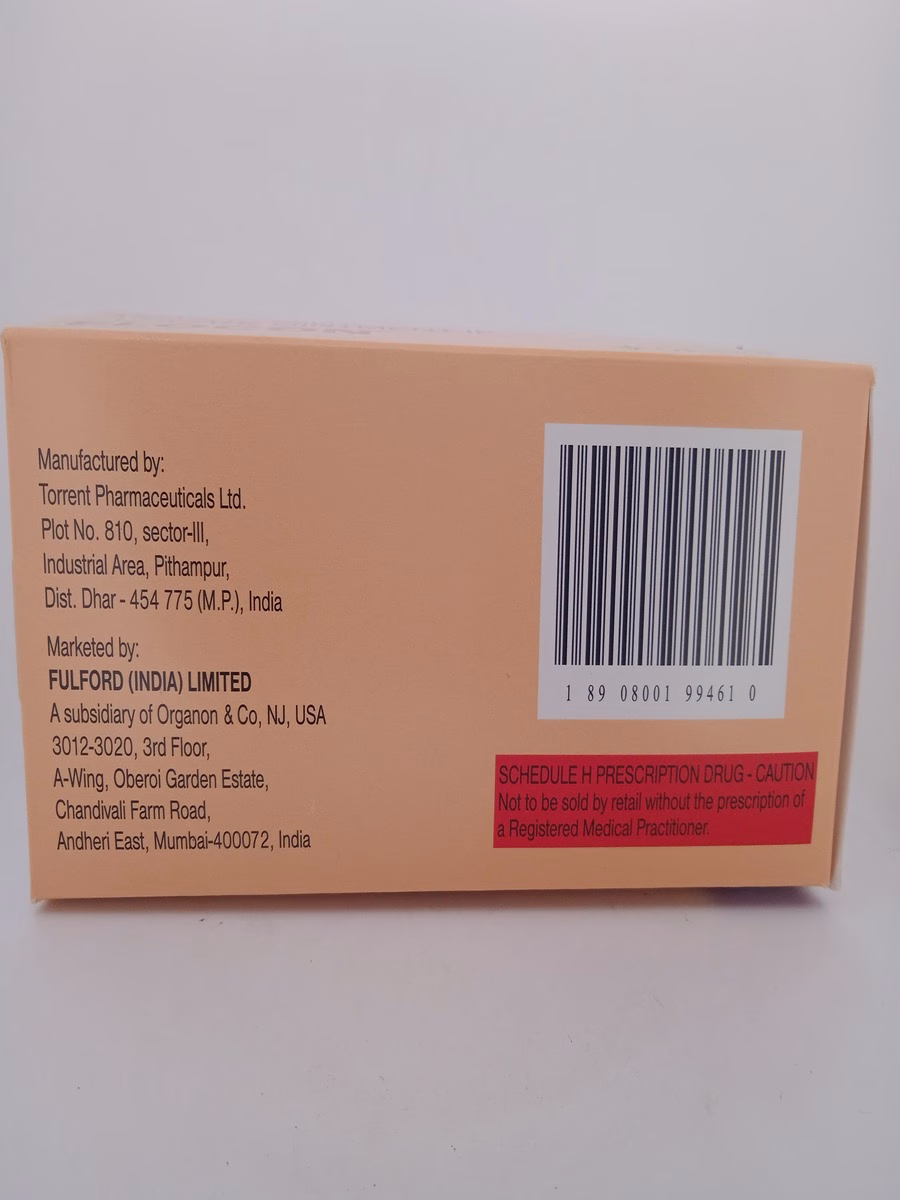 Manufactured by:
Torrent Pharmaceuticals Ltd.
Plot No. 810, sector-III,
Industrial Area, Pithampur,
Dist. Dhar - 454 775 (M.P.), India
Marketed by:
FULFORD (INDIA) LIMITED
A subsidiary of Organon & Co, NJ, USA
3012-3020, 3rd Floor,
A-Wing, Oberoi Garden Estate,
Chandivali Farm Road,
Andheri East, Mumbai-400072, India
1 89 08001 99461 0
SCHEDULE H PRESCRIPTION DRUG - CAUTION
Not to be sold by retail without the prescription of
a Registered Medical Practitioner.